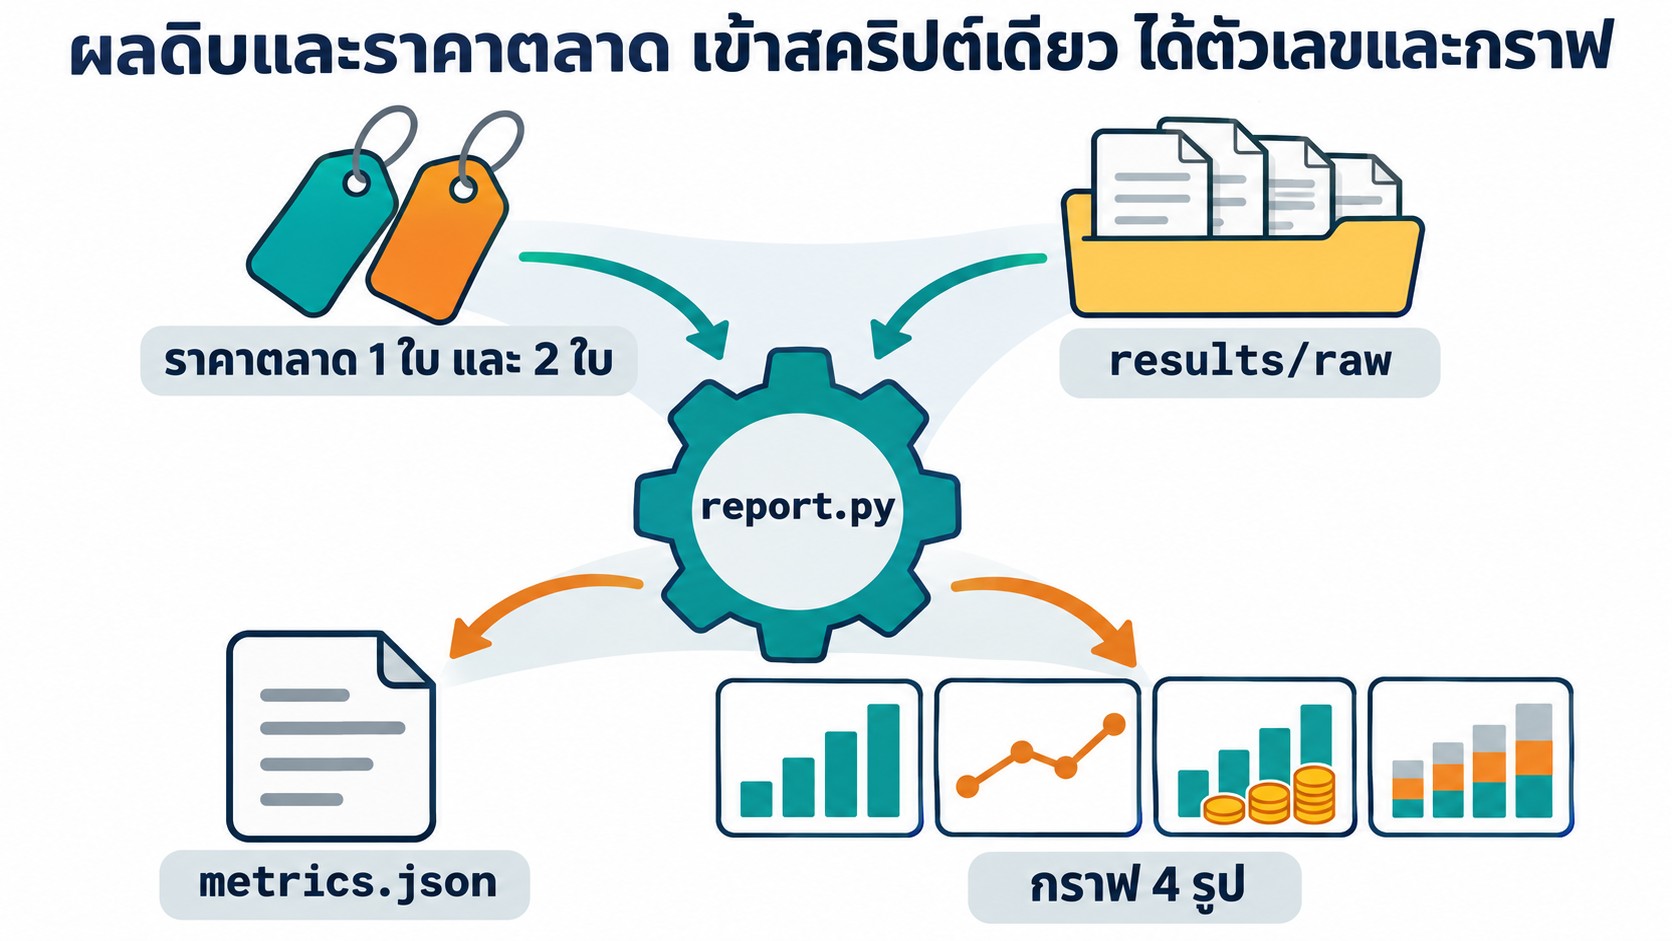 ผลดิบและราคาตลาด เข้าสคริปต์เดียว ได้ตัวเลขและกราฟ
ราคาตลาด 1 ใบ และ 2 ใบ
results/raw
report.py
metrics.json
กราฟ 4 รูป